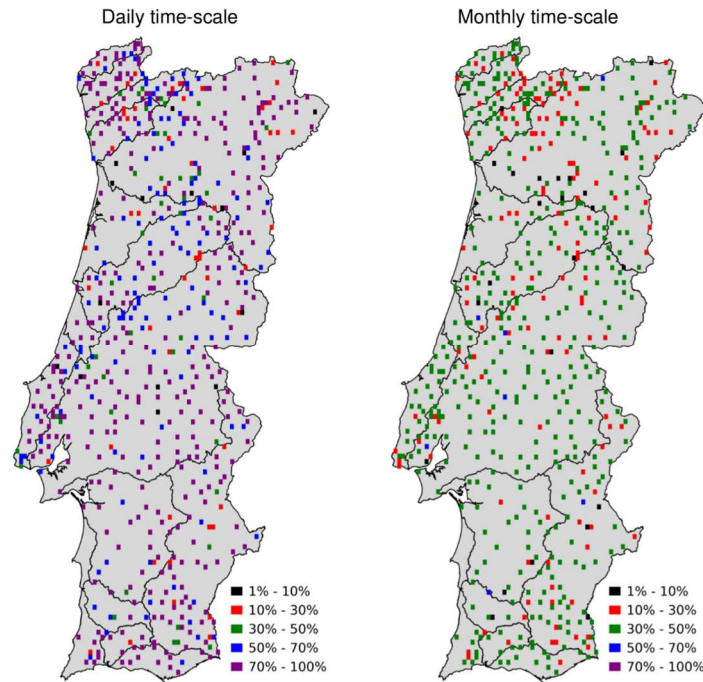 Daily time-scale
Monthly time-scale
1% - 10%
10% - 30%
30% - 50%
50% - 70%
70% - 100%
1% - 10%
10% - 30%
30% - 50%
50% - 70%
70% - 100%